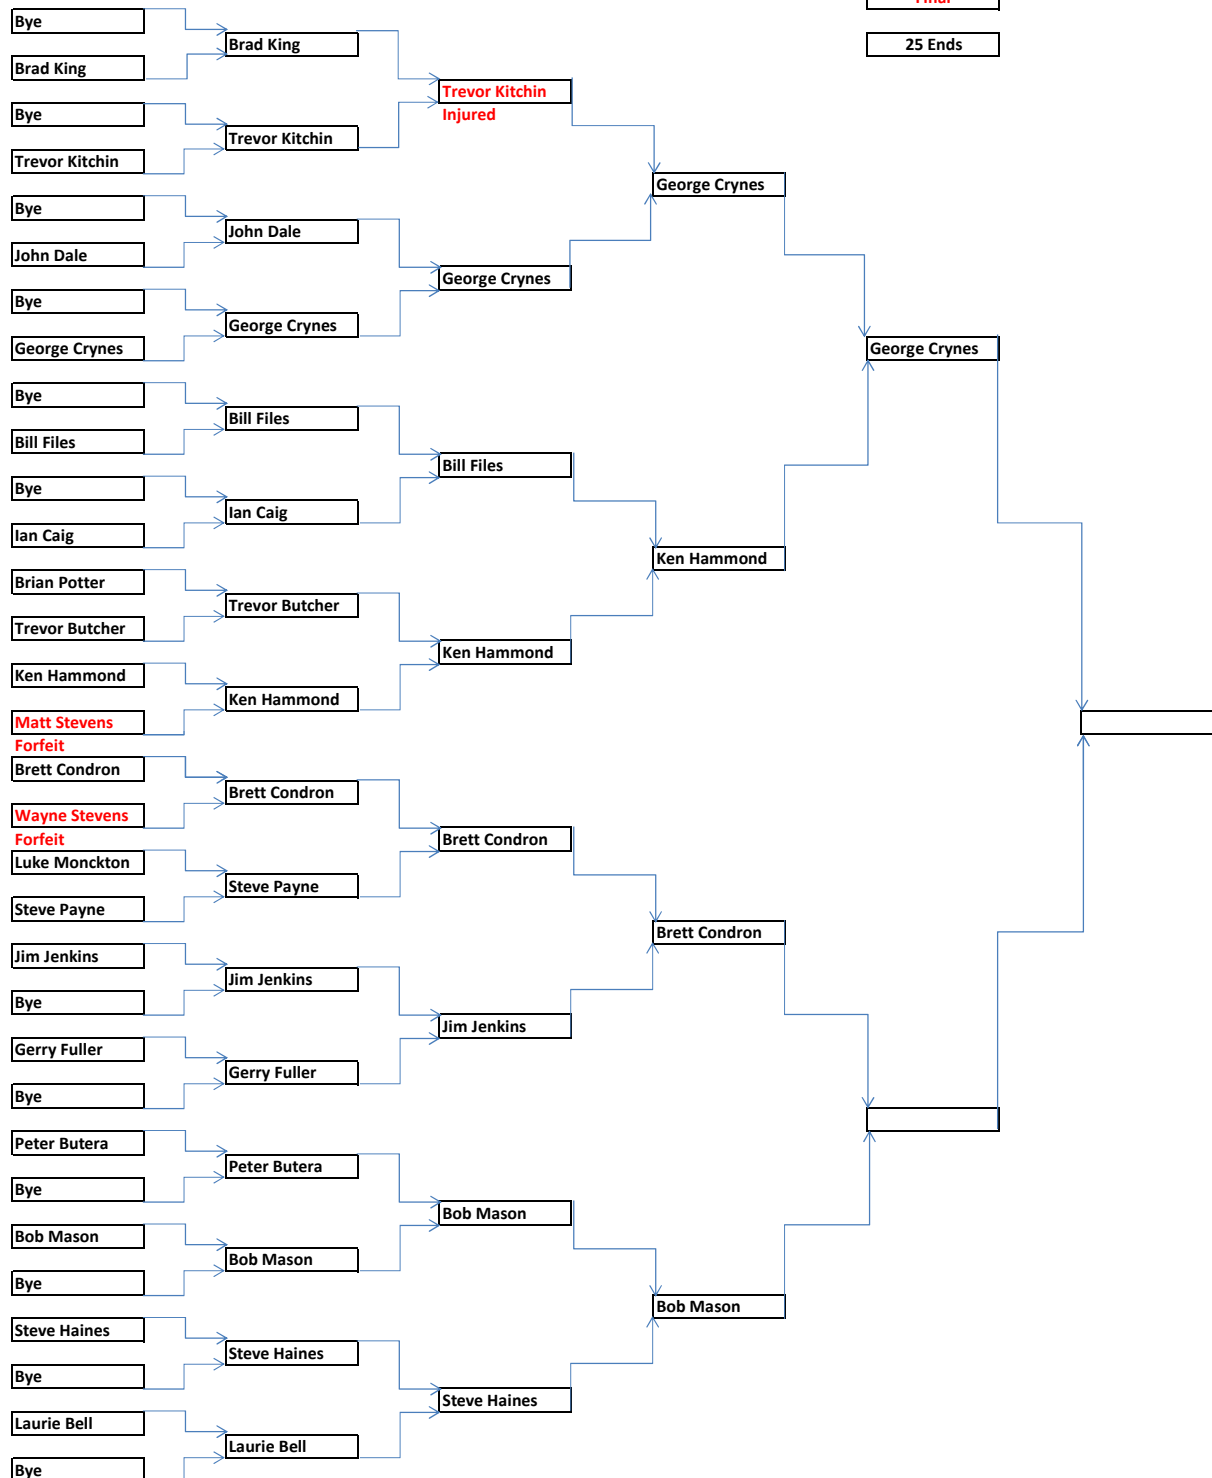 Final
25 Ends
Bye
Brad King
Bye
Trevor Kitchin
Bye
John Dale
Bye
George Crynes
Bye
Bill Files
Bye
Ian Caig
Brian Potter
Trevor Butcher
Ken Hammond
Matt Stevens
Forfeit
Brett Condron
Wayne Stevens
Forfeit
Luke Monckton
Steve Payne
Jim Jenkins
Bye
Gerry Fuller
Bye
Peter Butera
Bye
Bob Mason
Bye
Steve Haines
Bye
Laurie Bell
Bye
Brad King
Trevor Kitchin
John Dale
George Crynes
Bill Files
Ian Caig
Trevor Butcher
Ken Hammond
Brett Condron
Steve Payne
Jim Jenkins
Gerry Fuller
Peter Butera
Bob Mason
Steve Haines
Laurie Bell
Trevor Kitchin
Injured
George Crynes
Bill Files
Ken Hammond
Brett Condron
Jim Jenkins
Bob Mason
Steve Haines
George Crynes
Ken Hammond
Brett Condron
Bob Mason
George Crynes